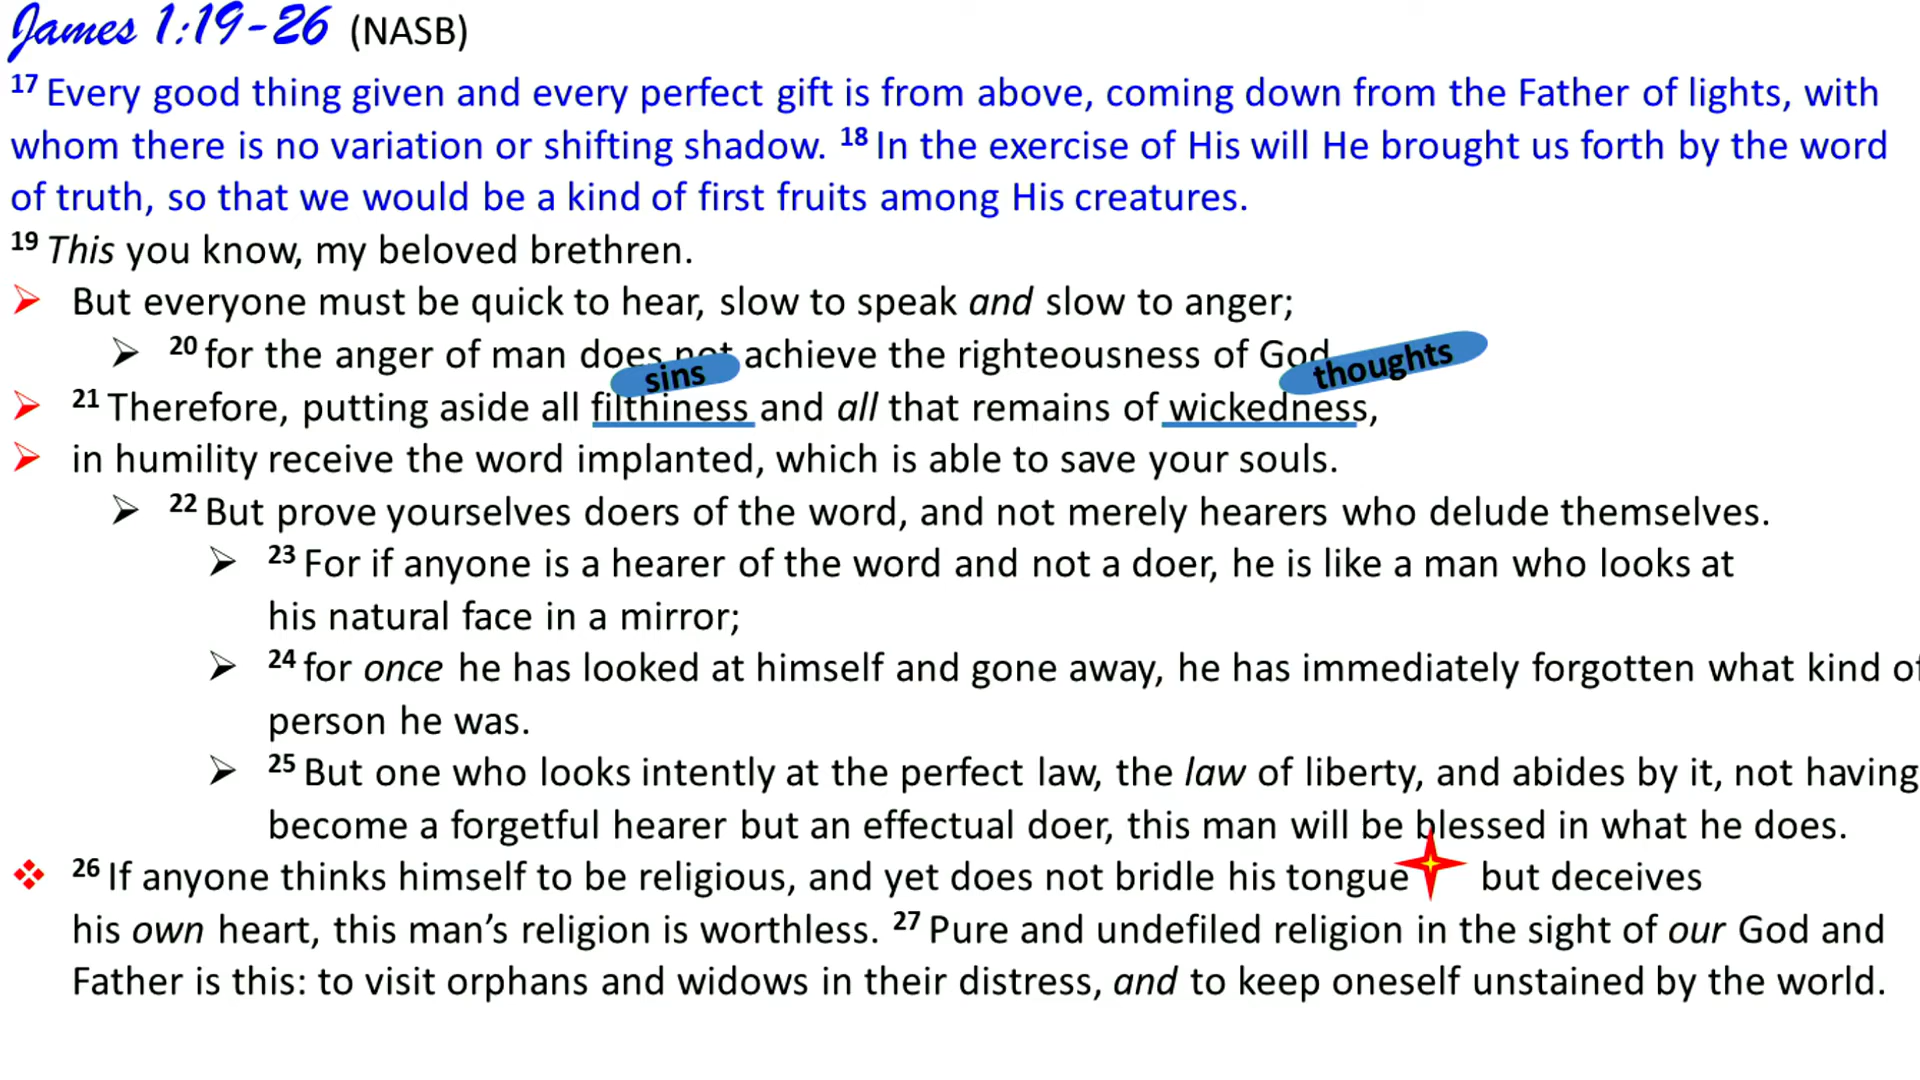 James 1:19-26 (NASB)
17 Every good thing given and every perfect gift is from above, coming down from the Father of lights, with
whom there is no variation or shifting shadow. 18 In the exercise of His will He brought us forth by the word
of truth, so that we would be a kind of first fruits among His creatures.
19 This you know, my beloved brethren.
But everyone must be quick to hear, slow to speak and slow to anger;
20 for the anger of man does not achieve the righteousness of God
sins
thoughts
21 Therefore, putting aside all filthiness and all that remains of wickedness,
in humility receive the word implanted, which is able to save your souls.
22 But prove yourselves doers of the word, and not merely hearers who delude themselves.
23 For if anyone is a hearer of the word and not a doer, he is like a man who looks at
his natural face in a mirror;
24 for once he has looked at himself and gone away, he has immediately forgotten what kind of
person he was.
25 But one who looks intently at the perfect law, the law of liberty, and abides by it, not having
become a forgetful hearer but an effectual doer, this man will be blessed in what he does.
26 If anyone thinks himself to be religious, and yet does not bridle his tongue but deceives
his own heart, this man’s religion is worthless. 27 Pure and undefiled religion in the sight of our God and
Father is this: to visit orphans and widows in their distress, and to keep oneself unstained by the world.